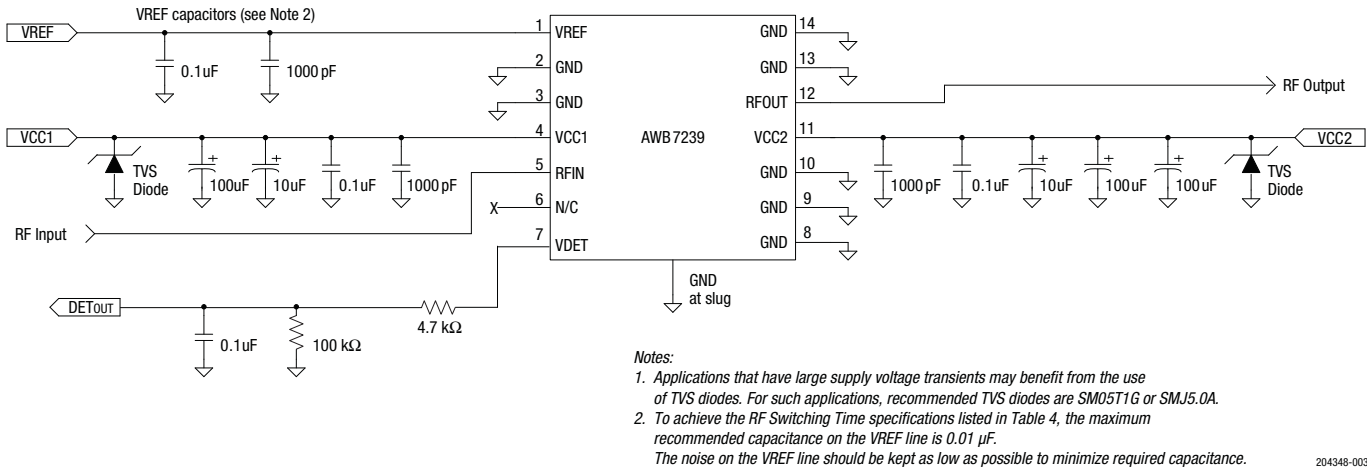 VREF capacitors (see Note 2)
VREF
0.1uF
1000 pF
1
VREF
2
GND
3
GND
4
VCC1
5
RFIN
6
N/C
X
7
VDET
AWB7239
GND
14
GND
13
RFOUT
12
VCC2
11
GND
10
GND
9
GND
8
RF Output
VCC1
TVS
Diode
100uF
+
10uF
+
0.1uF
1000 pF
1000 pF
0.1uF
10uF
+
100uF
+
100uF
+
TVS
Diode
VCC2
RF Input
GND
at slug
DETOUT
0.1uF
100 kΩ
4.7 kΩ
Notes:
1. Applications that have large supply voltage transients may benefit from the use
of TVS diodes. For such applications, recommended TVS diodes are SM05T1G or SMJ5.0A.
2. To achieve the RF Switching Time specifications listed in Table 4, the maximum
recommended capacitance on the VREF line is 0.01 µF.
The noise on the VREF line should be kept as low as possible to minimize required capacitance.
204348-003